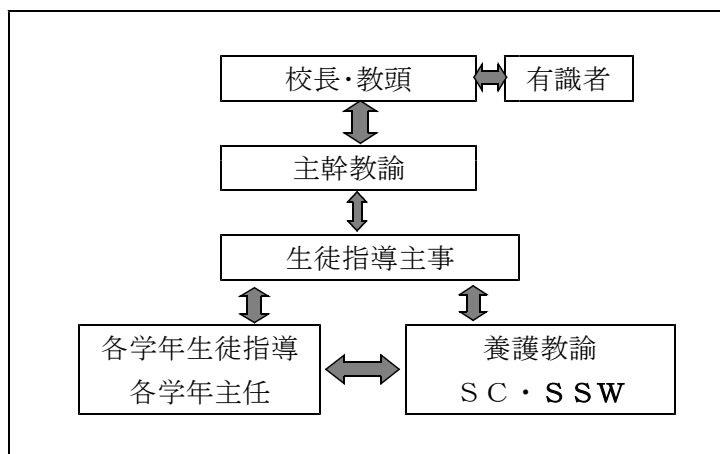 校長・教頭
有識者
主幹教諭
生徒指導主事
各学年生徒指導
各学年主任
養護教諭
ＳＣ・ＳＳＷ